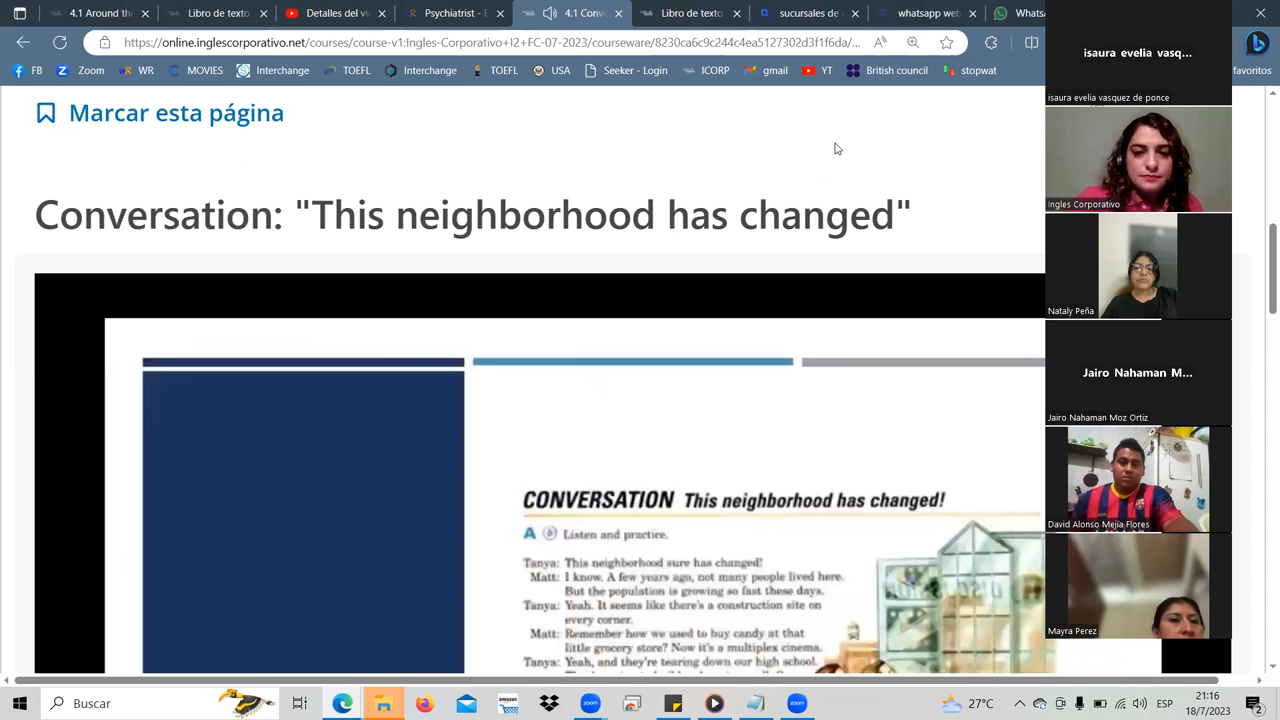 4.1 Around th
Libro de texto
Detalles del vi
Psychiatrist - E
4.1 Conve
Libro de texto
sucursales de
whatsapp web
Whats
https://online.inglescorporativo.net/courses/course-v1:Ingles-Corporativo+I2+FC-07-2023/courseware/8230ca6c9c244c4ea5127302d3f1f6da/...
FB
Zoom
WR
MOVIES
Interchange
TOEFL
Interchange
TOEFL
USA
Seeker - Login
ICORP
gmail
YT
British council
stopwat
favoritos
Marcar esta página
Conversation: "This neighborhood has changed"
CONVERSATION This neighborhood has changed!
A Listen and practice.
Tanya: This neighborhood sure has changed!
Matt: I know. A few years ago, not many people lived here.
But the population is growing so fast these days.
Tanya: Yeah. It seems like there's a construction site on
every corner.
Matt: Remember how we used to buy candy at that
little grocery store? Now it's a multiplex cinema.
Tanya: Yeah, and they're tearing down our high school.
isaura evelia vasq...
isaura evelia vasquez de ponce
Ingles Corporativo
Nataly Peña
Jairo Nahaman M...
Jairo Nahaman Moz Ortiz
David Alonso Mejía Flores
Mayra Perez
Buscar
amazon
zoom
zoom
27°C
ESP
21:16
18/7/2023
2